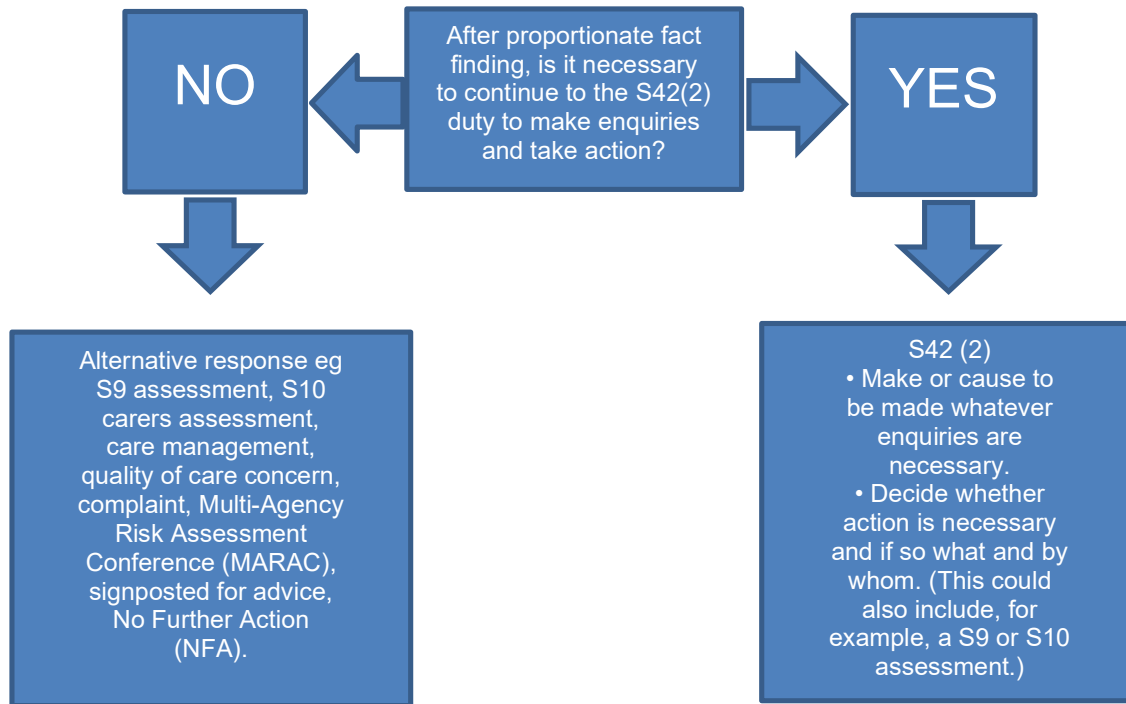 NO
After proportionate fact
finding, is it necessary
to continue to the S42(2)
duty to make enquiries
and take action?
YES
Alternative response eg
S9 assessment, S10
carers assessment,
care management,
quality of care concern,
complaint, Multi-Agency
Risk Assessment
Conference (MARAC),
signposted for advice,
No Further Action
(NFA).
S42 (2)
• Make or cause to
be made whatever
enquiries are
necessary.
• Decide whether
action is necessary
and if so what and by
whom. (This could
also include, for
example, a S9 or S10
assessment.)